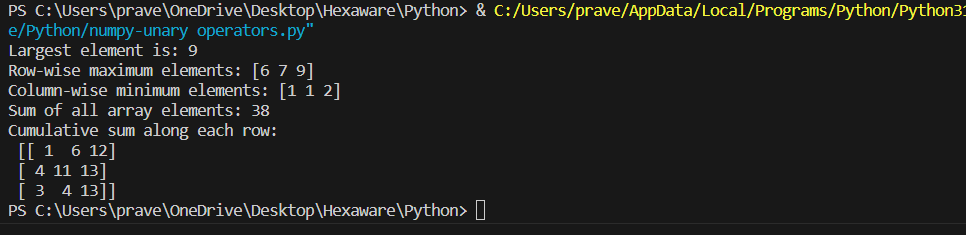 PS C:\Users\prave\OneDrive\Desktop\Hexaware\Python> & C:/Users/prave/AppData/Local/Programs/Python/Python31
e/Python/numpy-unary operators.py"
Largest element is: 9
Row-wise maximum elements: [6 7 9]
Column-wise minimum elements: [1 1 2]
Sum of all array elements: 38
Cumulative sum along each row:
 [[ 1  6 12]
 [ 4 11 13]
 [ 3  4 13]]
PS C:\Users\prave\OneDrive\Desktop\Hexaware\Python>